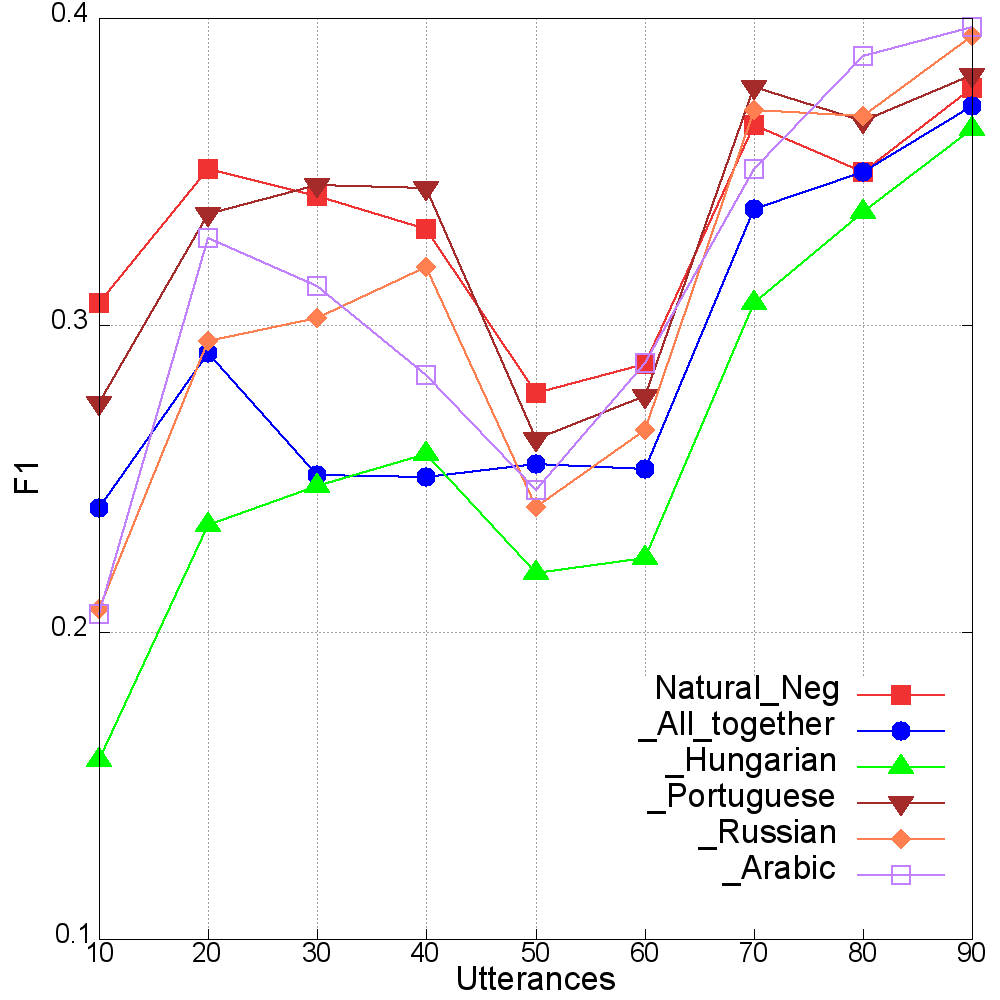 0.4
0.3
0.2
0.1
F1
10 20 30 40 50 60 70 80 90
Utterances
Natural_Neg
_All_together
_Hungarian
_Portuguese
_Russian
_Arabic